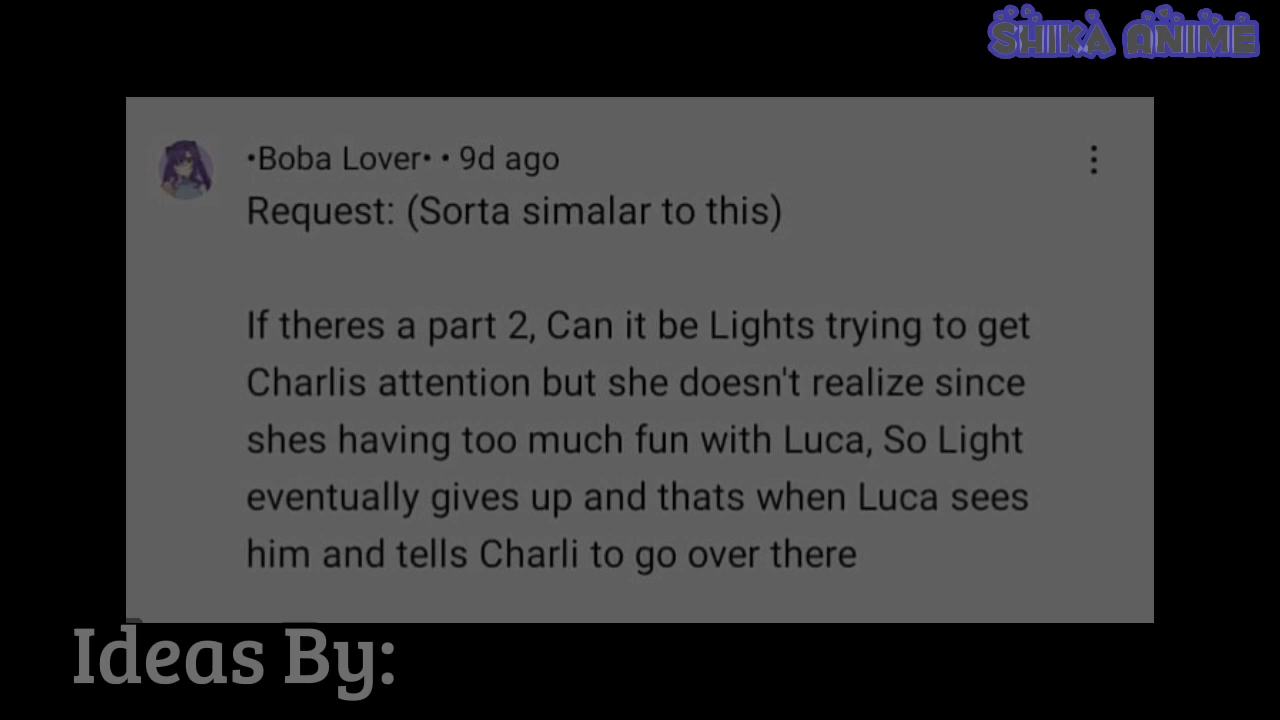 SHIKA ANIME
•Boba Lover• • 9d ago
Request: (Sorta simalar to this)
If theres a part 2, Can it be Lights trying to get
Charlis attention but she doesn't realize since
shes having too much fun with Luca, So Light
eventually gives up and thats when Luca sees
him and tells Charli to go over there
Ideas By: